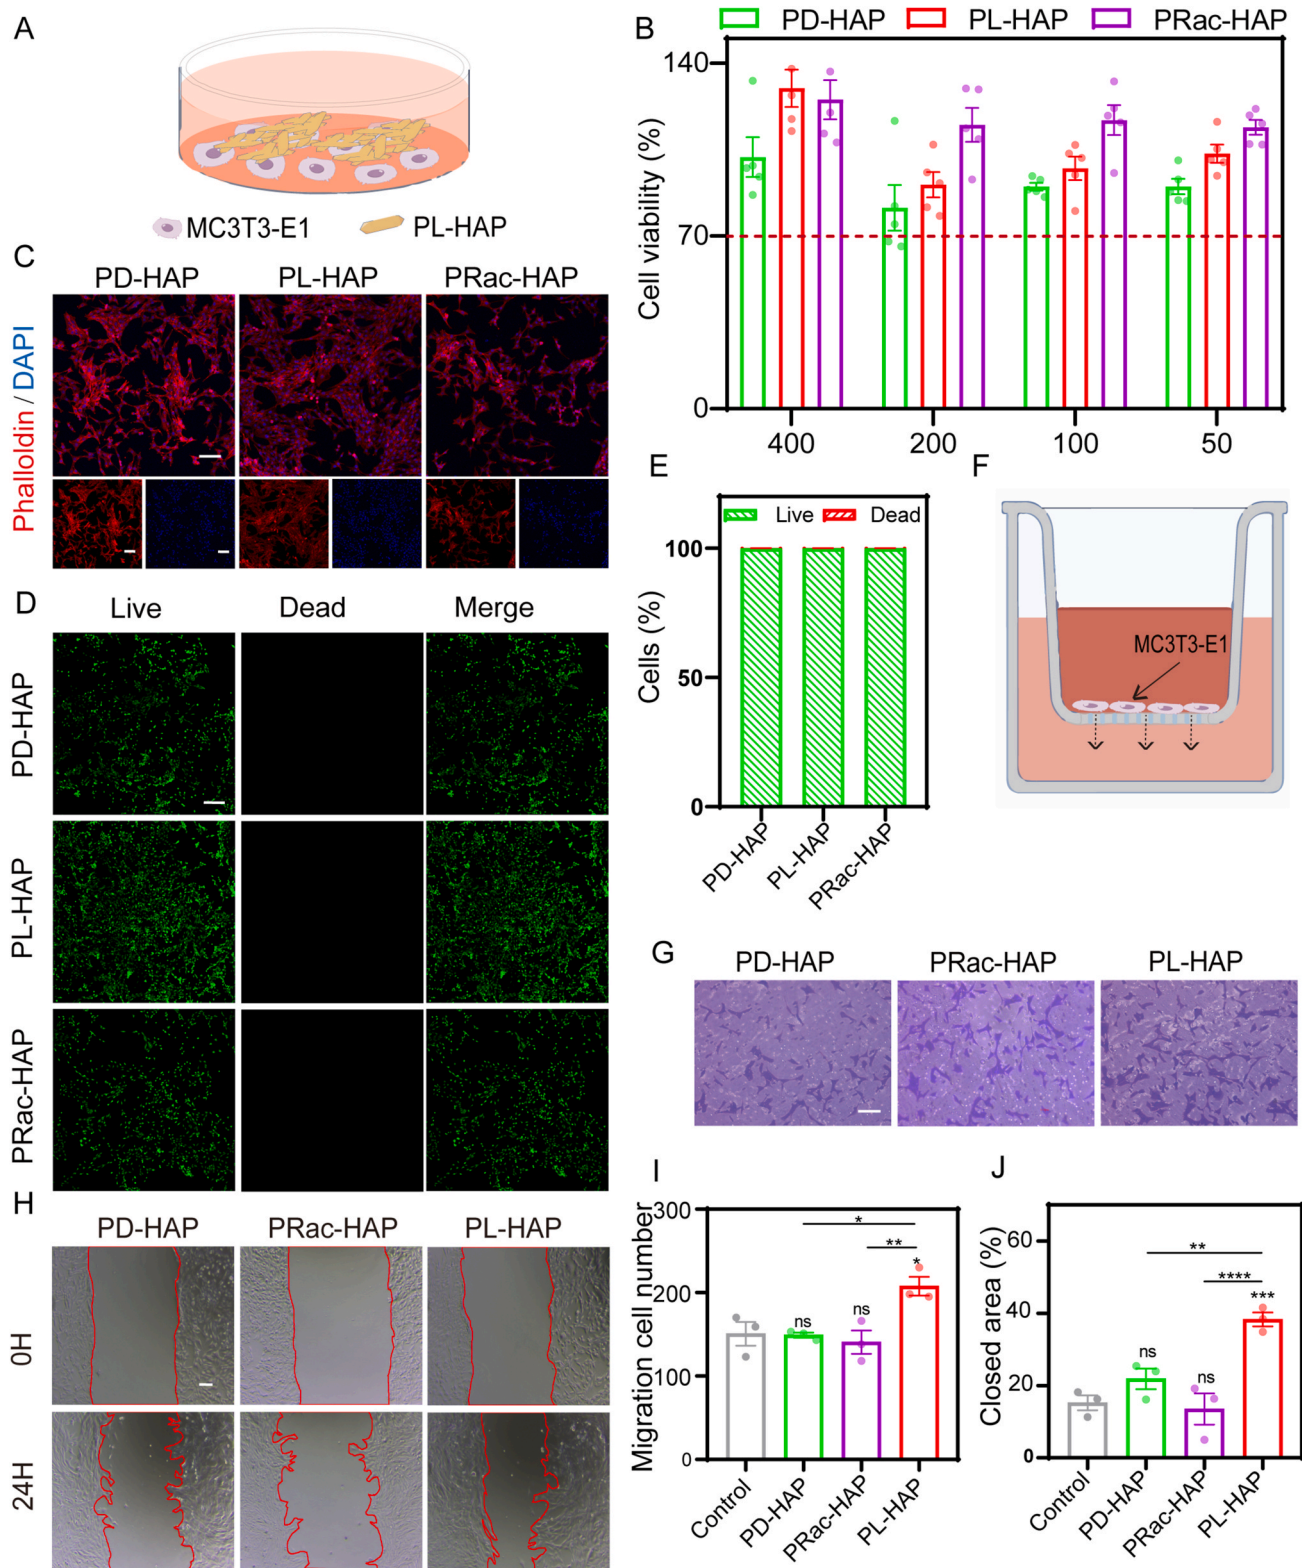 A
MC3T3-E1 PL-HAP
B
PD-HAP PL-HAP PRac-HAP
Cell viability (%)
140
70
0
400 200 100 50
C
PD-HAP PL-HAP PRac-HAP
Phalloldin / DAPI
D
Live Dead Merge
PD-HAP
PL-HAP
PRac-HAP
E
Live Dead
Cells (%)
100
50
0
PD-HAP
PL-HAP
PRac-HAP
F
MC3T3-E1
G
PD-HAP PRac-HAP PL-HAP
H
PD-HAP PRac-HAP PL-HAP
0H
24H
I
Migration cell number
300
200
100
0
*
**
*
ns
ns
Control
PD-HAP
PRac-HAP
PL-HAP
J
Closed area (%)
60
40
20
0
**
****
***
ns
ns
Control
PD-HAP
PRac-HAP
PL-HAP